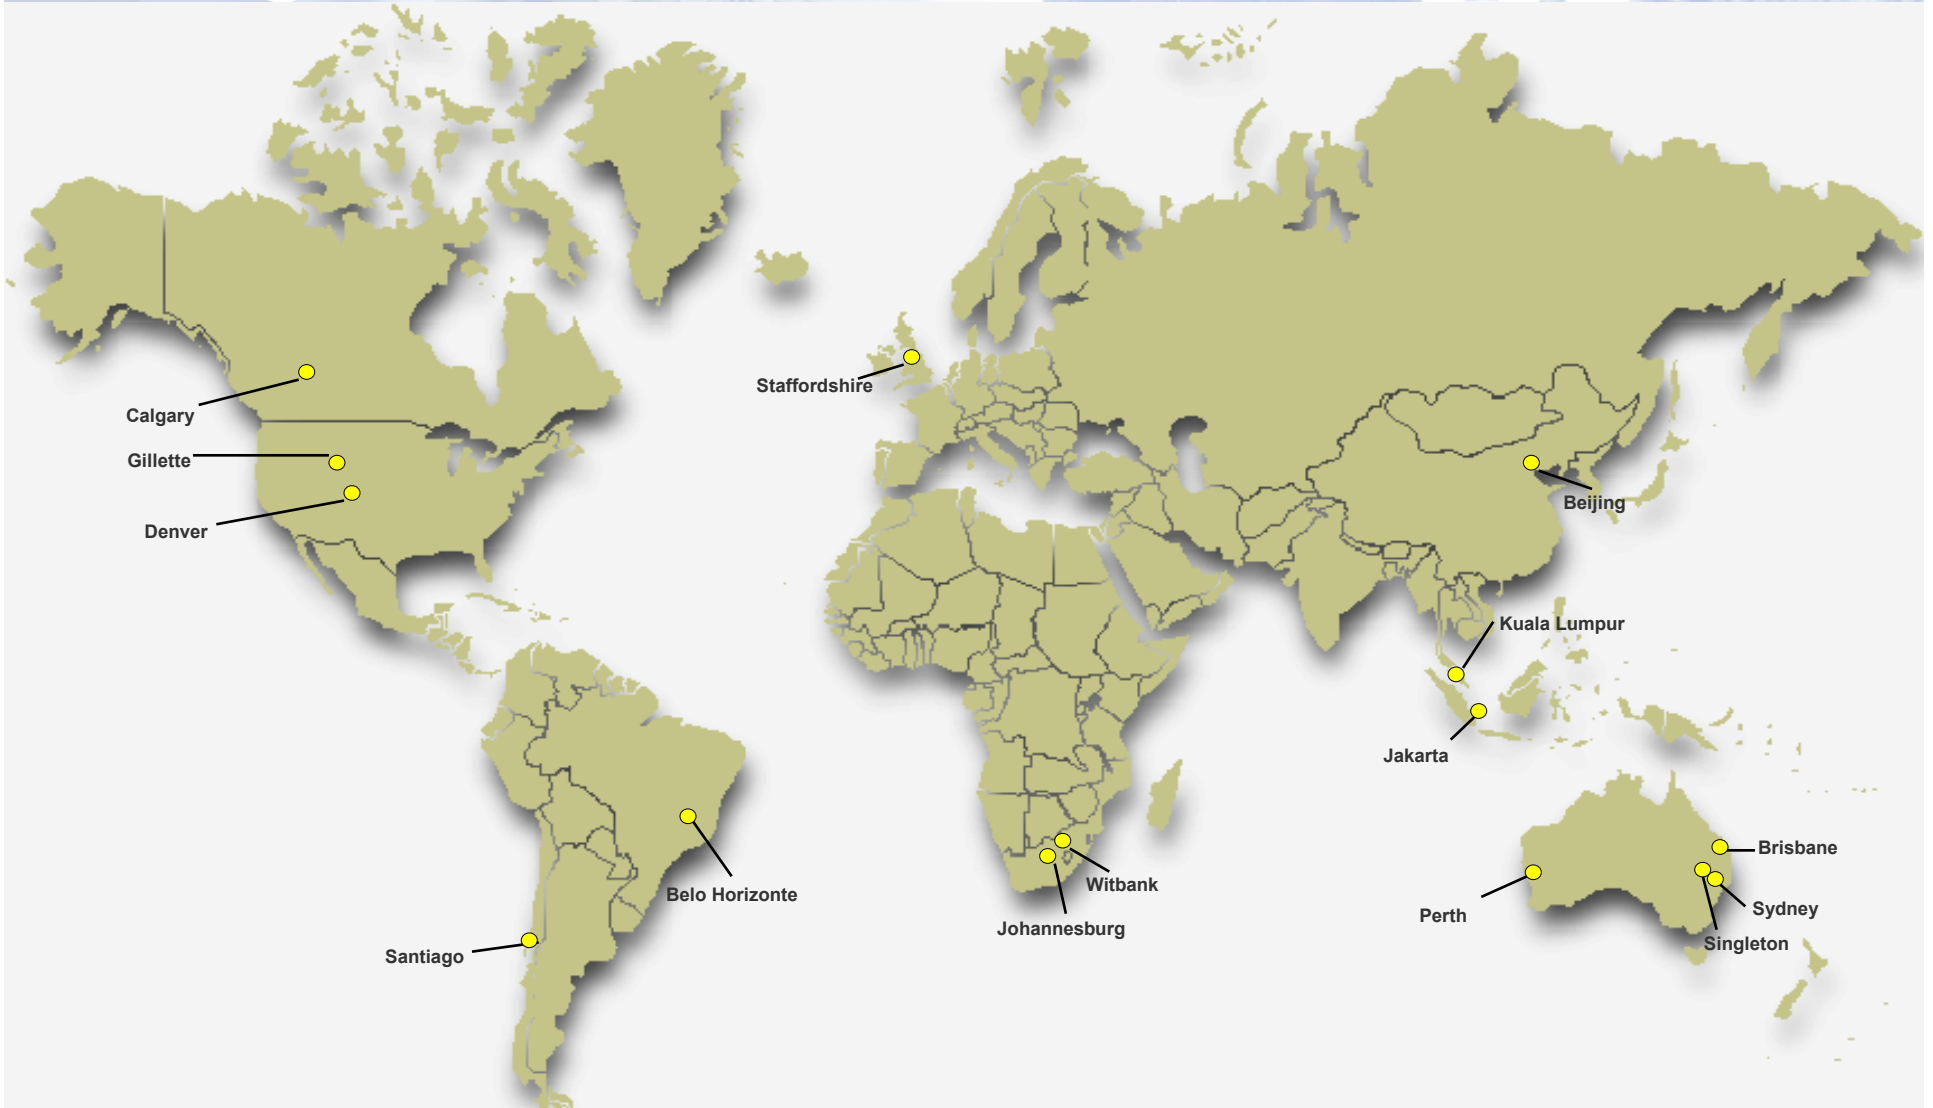 Staffordshire
Calgary
Gillette
Denver
Beijing
Kuala Lumpur
Jakarta
Brisbane
Belo Horizonte
Witbank
Perth
Sydney
Johannesburg
Singleton
Santiago